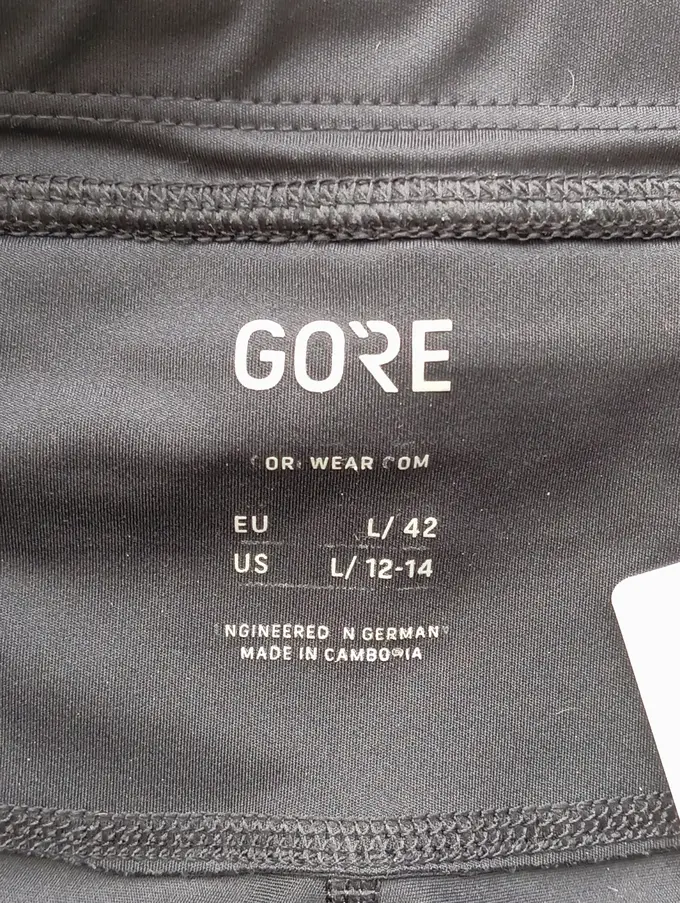 GORE
GOREWEAR.COM
EU L/ 42
US L/ 12-14
ENGINEERED IN GERMANY
MADE IN CAMBODIA